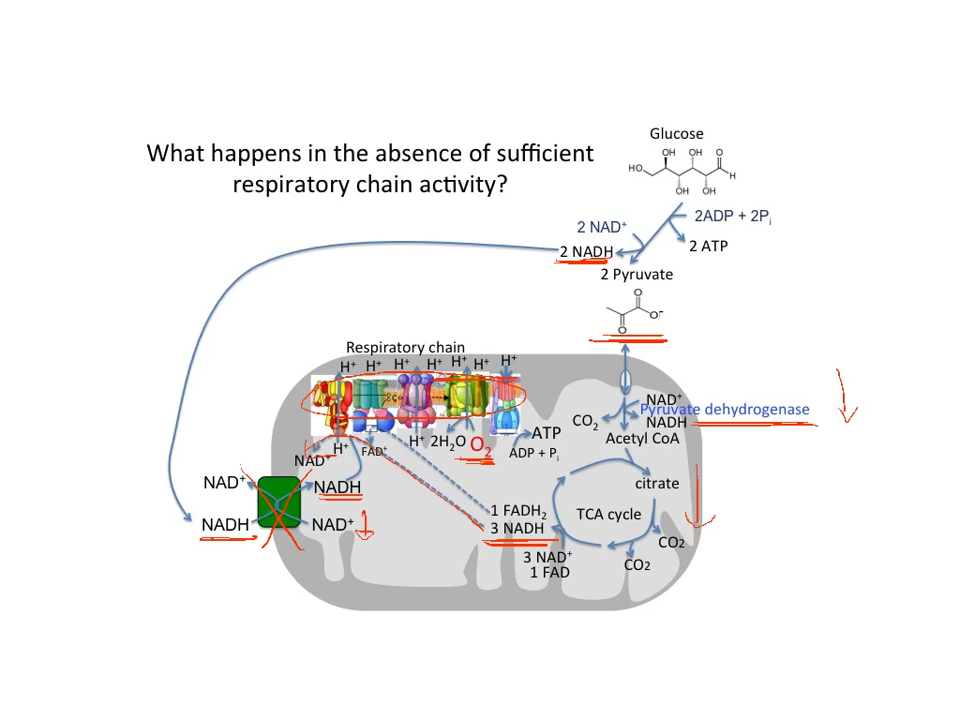 What happens in the absence of sufficient
respiratory chain activity?
Glucose
OH OH O
HO
H
OH OH
2 NAD⁺
2ADP + 2Pi
2 NADH
2 ATP
2 Pyruvate
O
O⁻
O
Respiratory chain
H⁺ H⁺ H⁺ H⁺ H⁺ H⁺ H⁺
NAD⁺
Pyruvate dehydrogenase
CO₂
NADH
Acetyl CoA
H⁺
FAD⁺
H⁺ 2H₂O O₂
ATP
ADP + Pi
NAD⁺
NAD⁺
NADH
citrate
1 FADH₂
3 NADH
TCA cycle
NADH
NAD⁺
CO₂
3 NAD⁺
1 FAD
CO₂